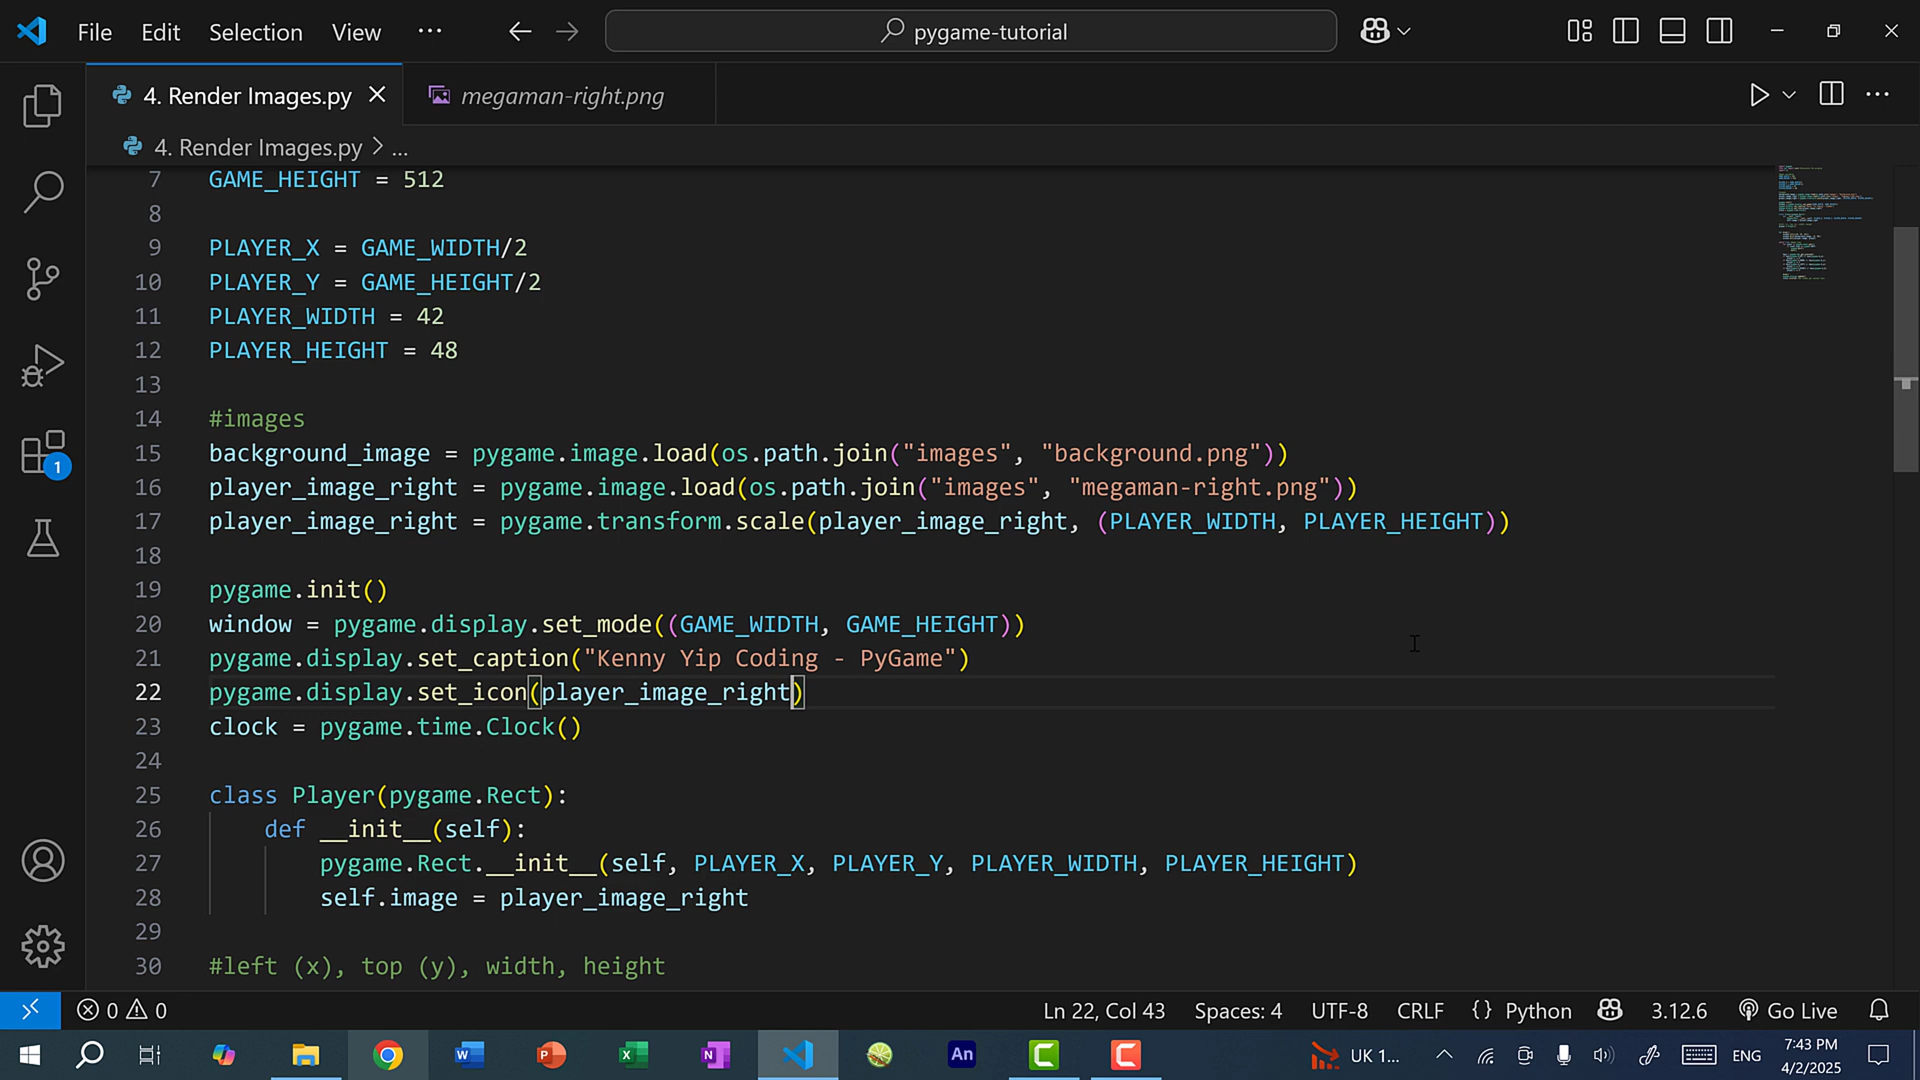 File Edit Selection View ··· pygame-tutorial
4. Render Images.py megaman-right.png
4. Render Images.py > ...
7 GAME_HEIGHT = 512
8
9 PLAYER_X = GAME_WIDTH/2
10 PLAYER_Y = GAME_HEIGHT/2
11 PLAYER_WIDTH = 42
12 PLAYER_HEIGHT = 48
13
14 #images
15 background_image = pygame.image.load(os.path.join("images", "background.png"))
16 player_image_right = pygame.image.load(os.path.join("images", "megaman-right.png"))
17 player_image_right = pygame.transform.scale(player_image_right, (PLAYER_WIDTH, PLAYER_HEIGHT))
18
19 pygame.init()
20 window = pygame.display.set_mode((GAME_WIDTH, GAME_HEIGHT))
21 pygame.display.set_caption("Kenny Yip Coding - PyGame")
22 pygame.display.set_icon(player_image_right)
23 clock = pygame.time.Clock()
24
25 class Player(pygame.Rect):
26 def __init__(self):
27 pygame.Rect.__init__(self, PLAYER_X, PLAYER_Y, PLAYER_WIDTH, PLAYER_HEIGHT)
28 self.image = player_image_right
29
30 #left (x), top (y), width, height
1
0 0 Ln 22, Col 43 Spaces: 4 UTF-8 CRLF {} Python 3.12.6 Go Live
UK 1... ENG 7:43 PM
4/2/2025